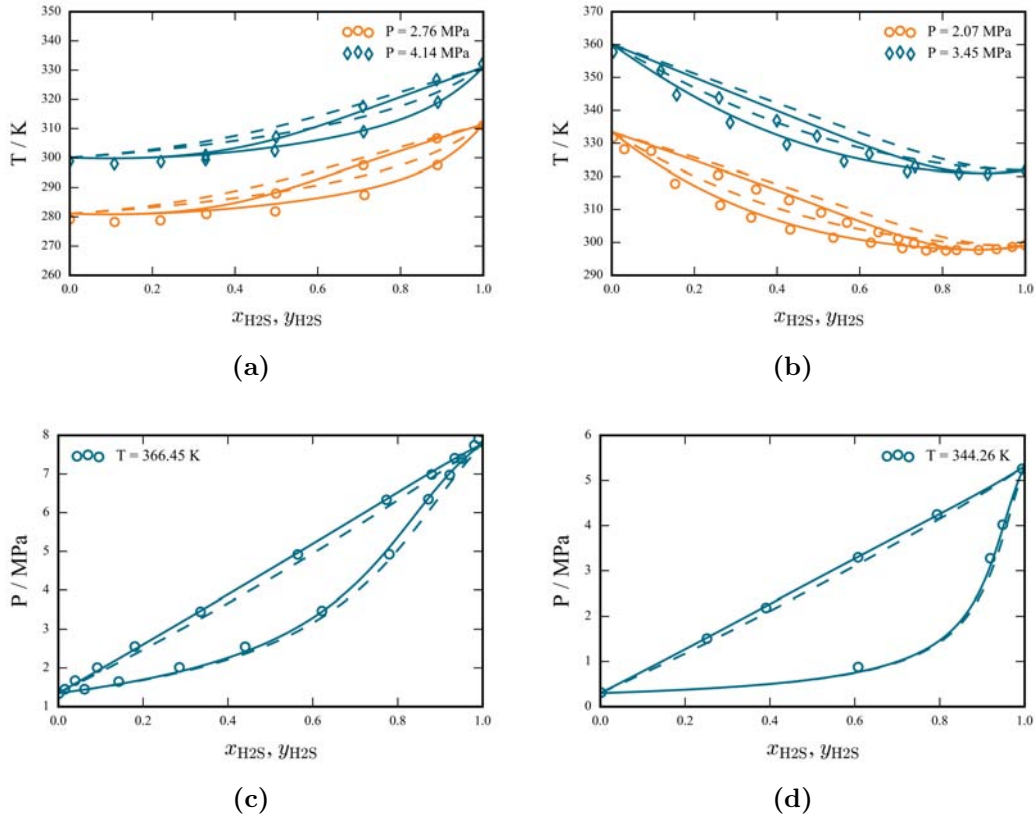 350
340
330
320
310
300
290
280
270
260
T / K
P = 2.76 MPa
P = 4.14 MPa
0.0 0.2 0.4 0.6 0.8 1.0
xH2S, yH2S
(a)
370
360
350
340
330
320
310
300
290
T / K
P = 2.07 MPa
P = 3.45 MPa
0.0 0.2 0.4 0.6 0.8 1.0
xH2S, yH2S
(b)
8
7
6
5
4
3
2
1
P / MPa
T = 366.45 K
0.0 0.2 0.4 0.6 0.8 1.0
xH2S, yH2S
(c)
6
5
4
3
2
1
0
P / MPa
T = 344.26 K
0.0 0.2 0.4 0.6 0.8 1.0
xH2S, yH2S
(d)